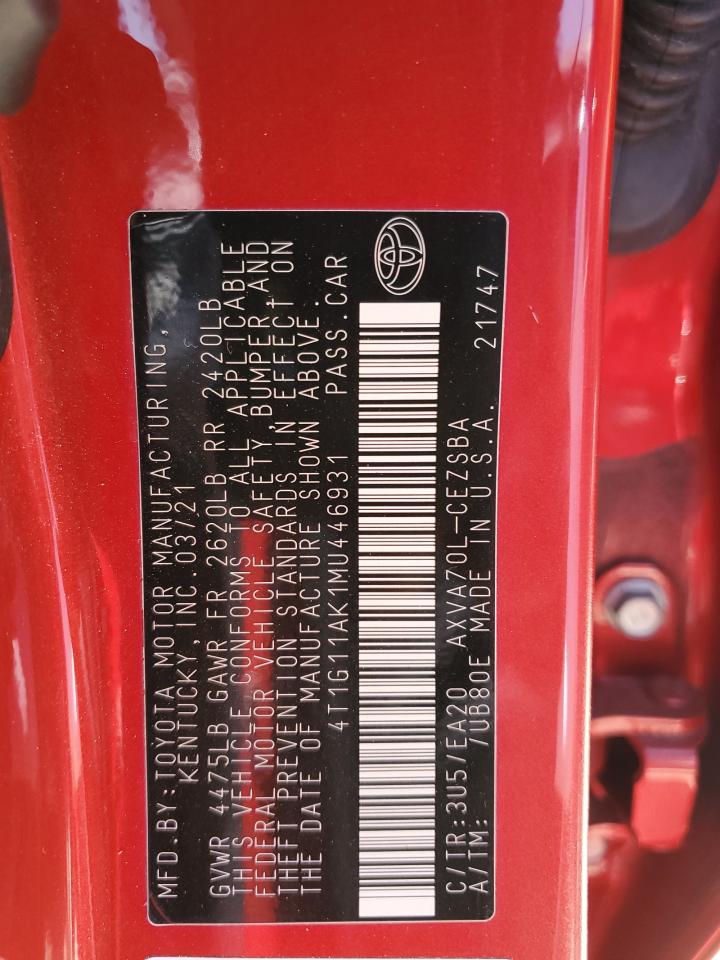 MFD.BY:TOYOTA MOTOR MANUFACTURING,
KENTUCKY INC.03/21
GVWR 4475LB GAWR FR 2620LB RR 2420LB
THIS VEHICLE CONFORMS TO ALL APPLICABLE
FEDERAL MOTOR VEHICLE SAFETY,BUMPER,AND
THEFT PREVENTION STANDARDS IN EFFECT ON
THE DATE OF MANUFACTURE SHOWN ABOVE.
4T1G11AK1MU446931 PASS.CAR
C/TR:3U5/EA20 AXVA70L-CEZSBA
A/TM: /UB80E MADE IN U.S.A. 21747